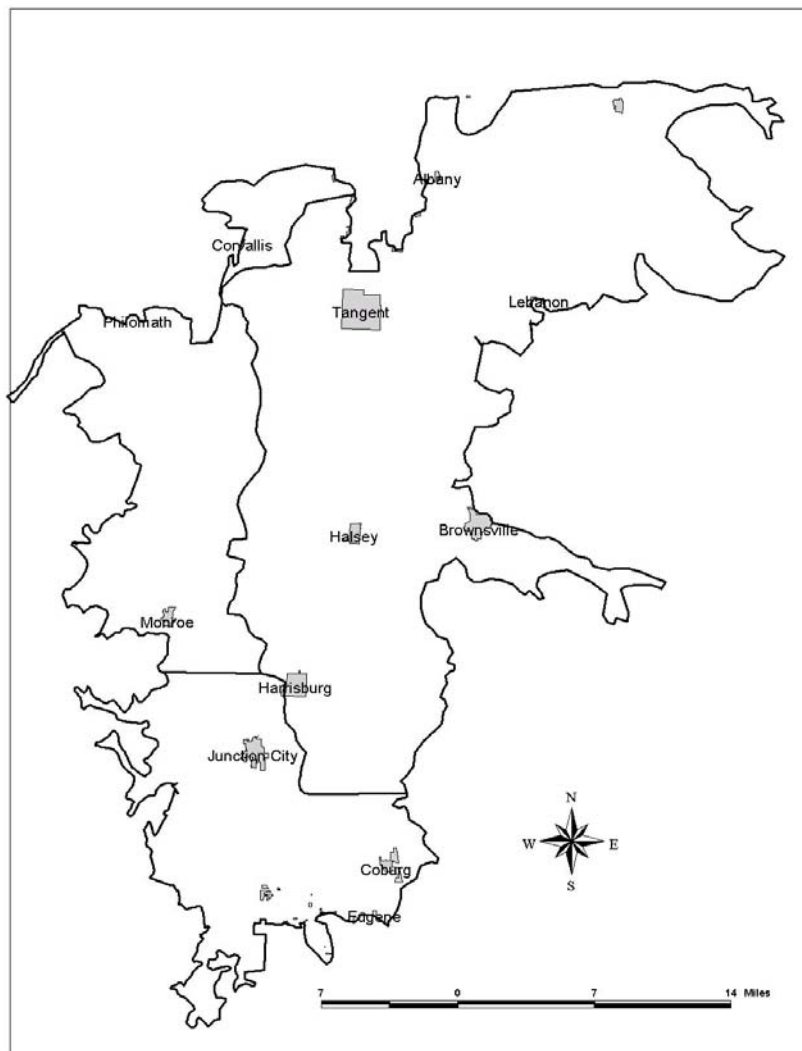 Albany
Corvallis
Lebanon
Tangent
Philomath
Halsey
Brownsville
Monroe
Harrisburg
Junction City
N
W E
S
Coburg
Eugene
7 0 7 14 Miles